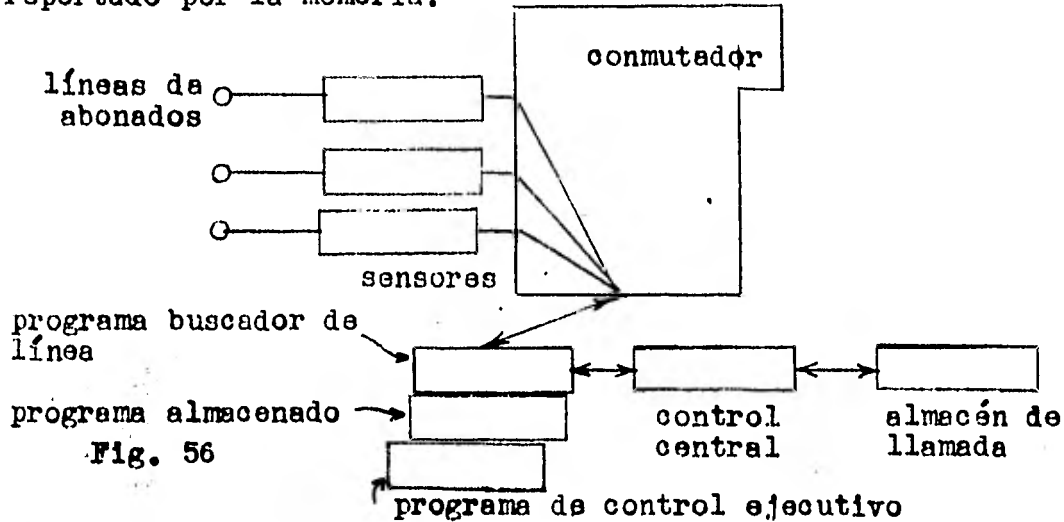 reportado por la memoria.
conmutador
líneas de
abonados
sensores
programa buscador de
línea
programa almacenado
Fig. 56
control
central
almacén de
llamada
programa de control ejecutivo